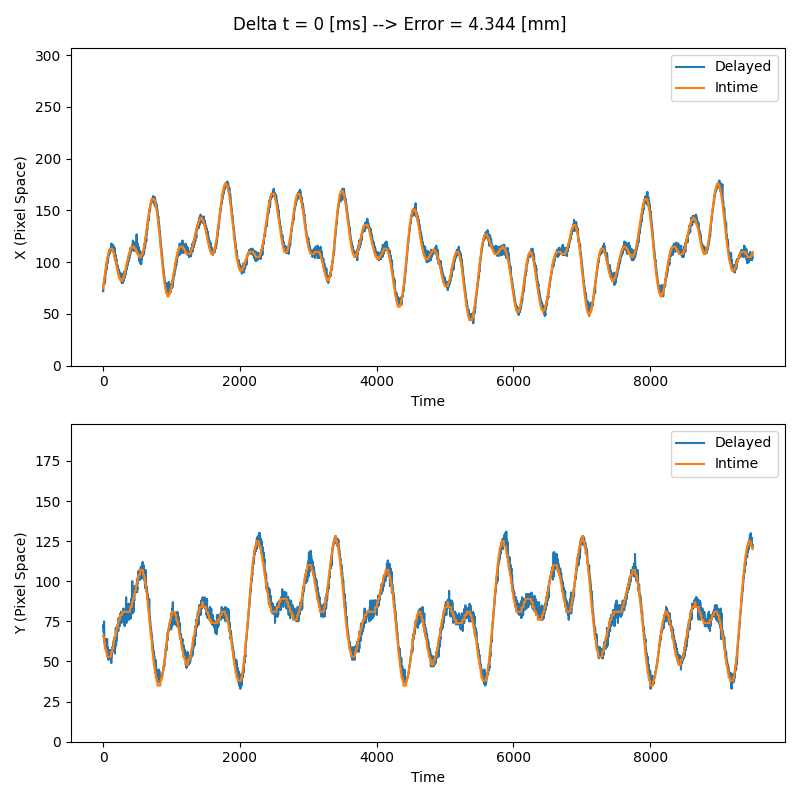 Delta t = 0 [ms] --> Error = 4.344 [mm]
300
250
200
150
100
50
0
X (Pixel Space)
Delayed
Intime
0 2000 4000 6000 8000
Time
175
150
125
100
75
50
25
0
Y (Pixel Space)
Delayed
Intime
0 2000 4000 6000 8000
Time